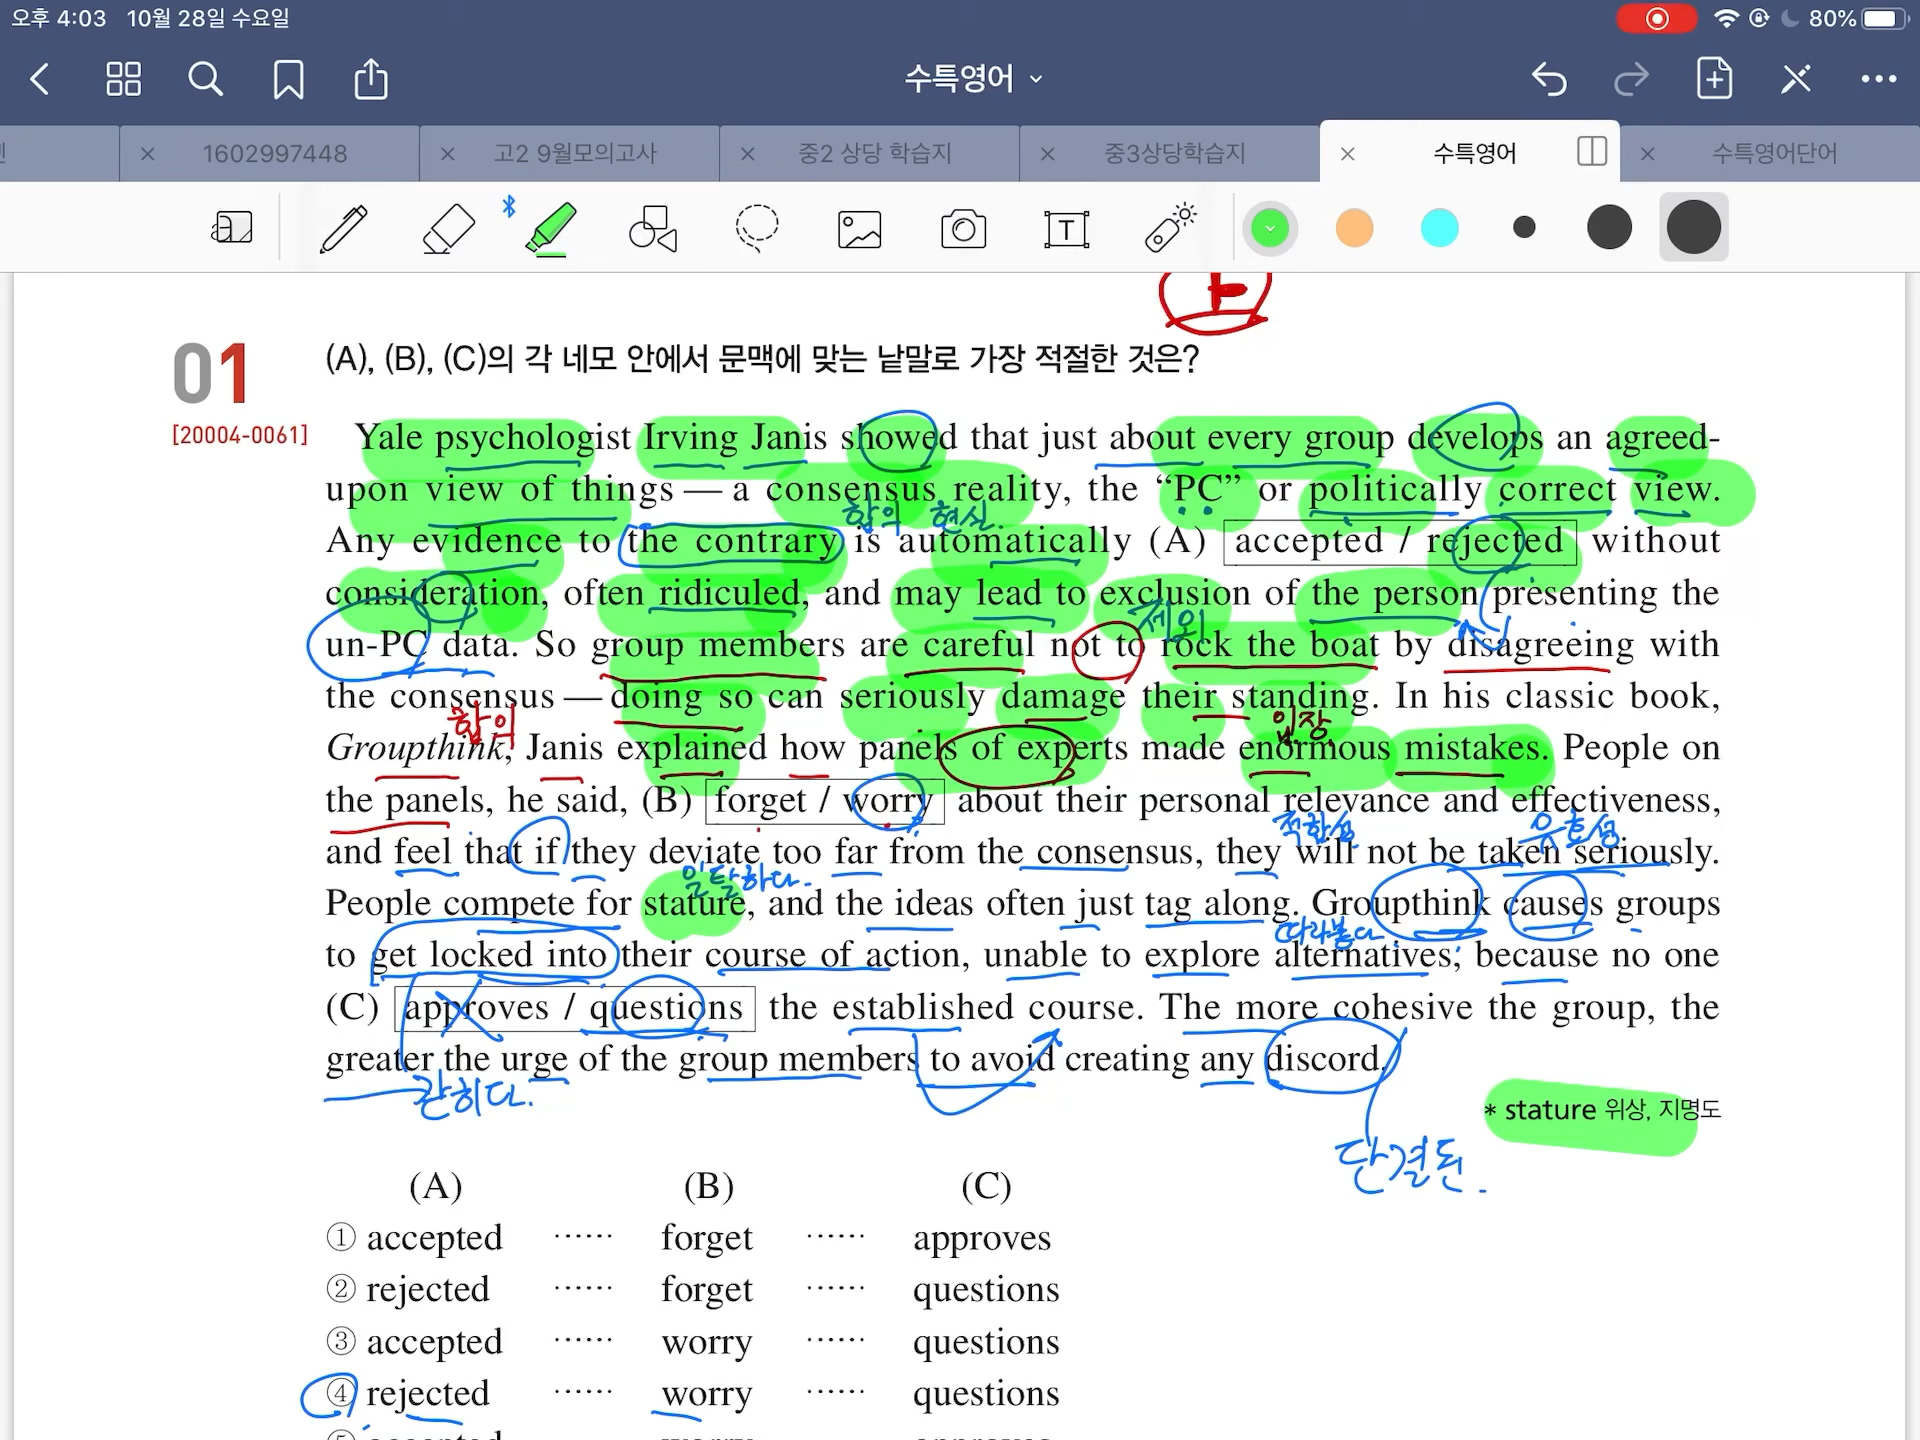 오후 4:03 10월 28일 수요일 80%
수특영어
1602997448 고2 9월모의고사 중2 상당 학습지 중3상당학습지 수특영어 수특영어단어
01 (A), (B), (C)의 각 네모 안에서 문맥에 맞는 낱말로 가장 적절한 것은?
[20004-0061] Yale psychologist Irving Janis showed that just about every group develops an agreed-
upon view of things — a consensus reality, the “PC” or politically correct view.
합의 현실
Any evidence to the contrary is automatically (A) accepted / rejected without
consideration, often ridiculed, and may lead to exclusion of the person presenting the
제외
un-PC data. So group members are careful not to rock the boat by disagreeing with
the consensus — doing so can seriously damage their standing. In his classic book,
합의 입장
Groupthink, Janis explained how panels of experts made enormous mistakes. People on
the panels, he said, (B) forget / worry about their personal relevance and effectiveness,
적합성 유효성
and feel that if they deviate too far from the consensus, they will not be taken seriously.
일탈하다.
People compete for stature, and the ideas often just tag along. Groupthink causes groups
따라붙다
to get locked into their course of action, unable to explore alternatives; because no one
(C) approves / questions the established course. The more cohesive the group, the
greater the urge of the group members to avoid creating any discord.
갇히다.
* stature 위상, 지명도
단결된.
(A) (B) (C)
① accepted ······ forget ······ approves
② rejected ······ forget ······ questions
③ accepted ······ worry ······ questions
④ rejected ······ worry ······ questions